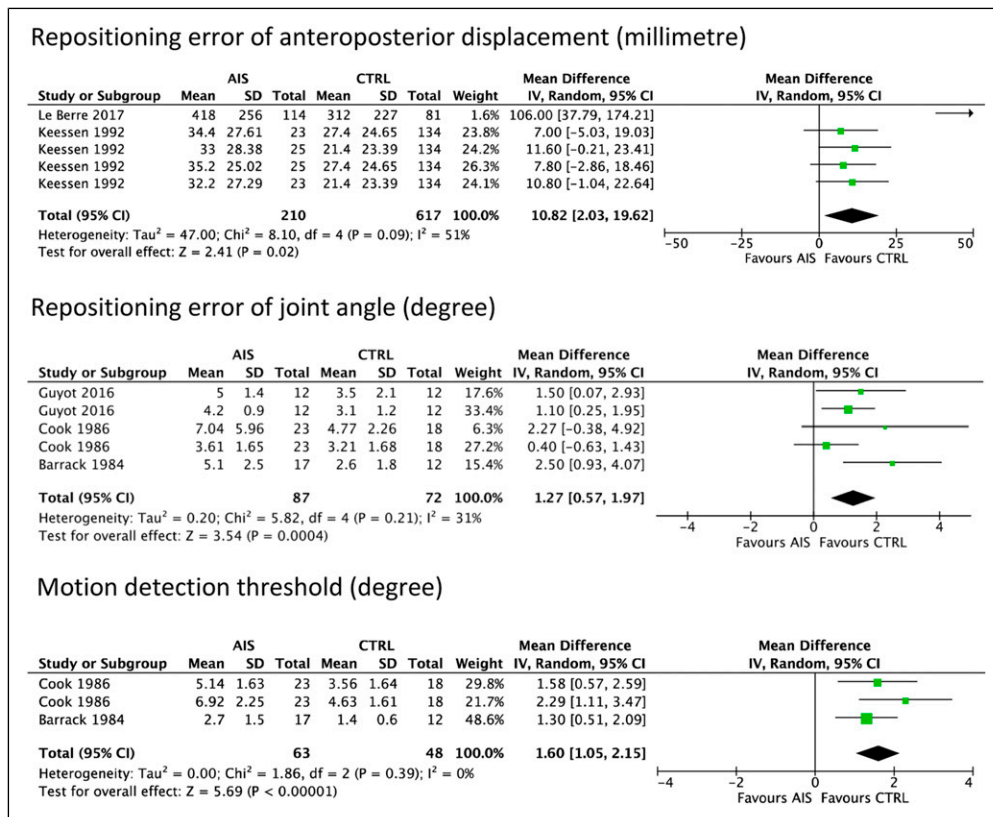 Repositioning error of anteroposterior displacement (millimetre)
AIS CTRL Mean Difference Mean Difference
Study or Subgroup Mean SD Total Mean SD Total Weight IV, Random, 95% CI IV, Random, 95% CI
Le Berre 2017 418 256 114 312 227 81 1.6% 106.00 [37.79, 174.21]
Keessen 1992 34.4 27.61 23 27.4 24.65 134 23.8% 7.00 [-5.03, 19.03]
Keessen 1992 33 28.38 25 21.4 23.39 134 24.2% 11.60 [-0.21, 23.41]
Keessen 1992 35.2 25.02 25 27.4 24.65 134 26.3% 7.80 [-2.86, 18.46]
Keessen 1992 32.2 27.29 23 21.4 23.39 134 24.1% 10.80 [-1.04, 22.64]
Total (95% CI) 210 617 100.0% 10.82 [2.03, 19.62]
Heterogeneity: Tau² = 47.00; Chi² = 8.10, df = 4 (P = 0.09); I² = 51%
Test for overall effect: Z = 2.41 (P = 0.02)
-50 -25 0 25 50
Favours AIS Favours CTRL
Repositioning error of joint angle (degree)
AIS CTRL Mean Difference Mean Difference
Study or Subgroup Mean SD Total Mean SD Total Weight IV, Random, 95% CI IV, Random, 95% CI
Guyot 2016 5 1.4 12 3.5 2.1 12 17.6% 1.50 [0.07, 2.93]
Guyot 2016 4.2 0.9 12 3.1 1.2 12 33.4% 1.10 [0.25, 1.95]
Cook 1986 7.04 5.96 23 4.77 2.26 18 6.3% 2.27 [-0.38, 4.92]
Cook 1986 3.61 1.65 23 3.21 1.68 18 27.2% 0.40 [-0.63, 1.43]
Barrack 1984 5.1 2.5 17 2.6 1.8 12 15.4% 2.50 [0.93, 4.07]
Total (95% CI) 87 72 100.0% 1.27 [0.57, 1.97]
Heterogeneity: Tau² = 0.20; Chi² = 5.82, df = 4 (P = 0.21); I² = 31%
Test for overall effect: Z = 3.54 (P = 0.0004)
-4 -2 0 2 4
Favours AIS Favours CTRL
Motion detection threshold (degree)
AIS CTRL Mean Difference Mean Difference
Study or Subgroup Mean SD Total Mean SD Total Weight IV, Random, 95% CI IV, Random, 95% CI
Cook 1986 5.14 1.63 23 3.56 1.64 18 29.8% 1.58 [0.57, 2.59]
Cook 1986 6.92 2.25 23 4.63 1.61 18 21.7% 2.29 [1.11, 3.47]
Barrack 1984 2.7 1.5 17 1.4 0.6 12 48.6% 1.30 [0.51, 2.09]
Total (95% CI) 63 48 100.0% 1.60 [1.05, 2.15]
Heterogeneity: Tau² = 0.00; Chi² = 1.86, df = 2 (P = 0.39); I² = 0%
Test for overall effect: Z = 5.69 (P < 0.00001)
-4 -2 0 2 4
Favours AIS Favours CTRL